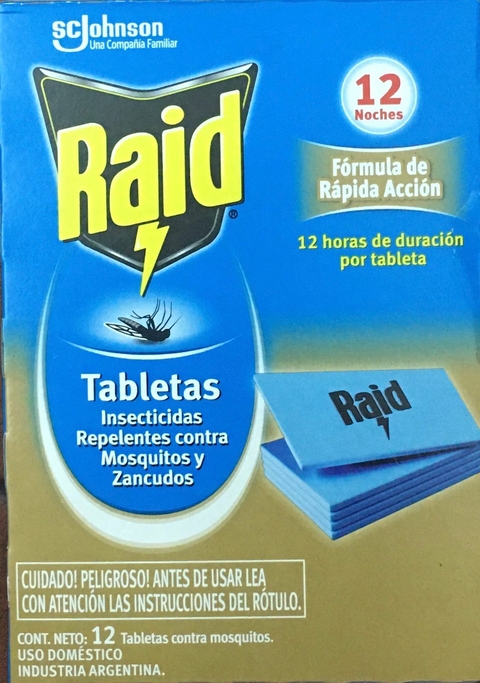 scJohnson
Una Compañía Familiar
Raid®
12
Noches
Fórmula de
Rápida Acción
12 horas de duración
por tableta
Tabletas
Insecticidas
Repelentes contra
Mosquitos y
Zancudos
Raid
CUIDADO! PELIGROSO! ANTES DE USAR LEA
CON ATENCIÓN LAS INSTRUCCIONES DEL RÓTULO.
CONT. NETO: 12 Tabletas contra mosquitos.
USO DOMÉSTICO
INDUSTRIA ARGENTINA.